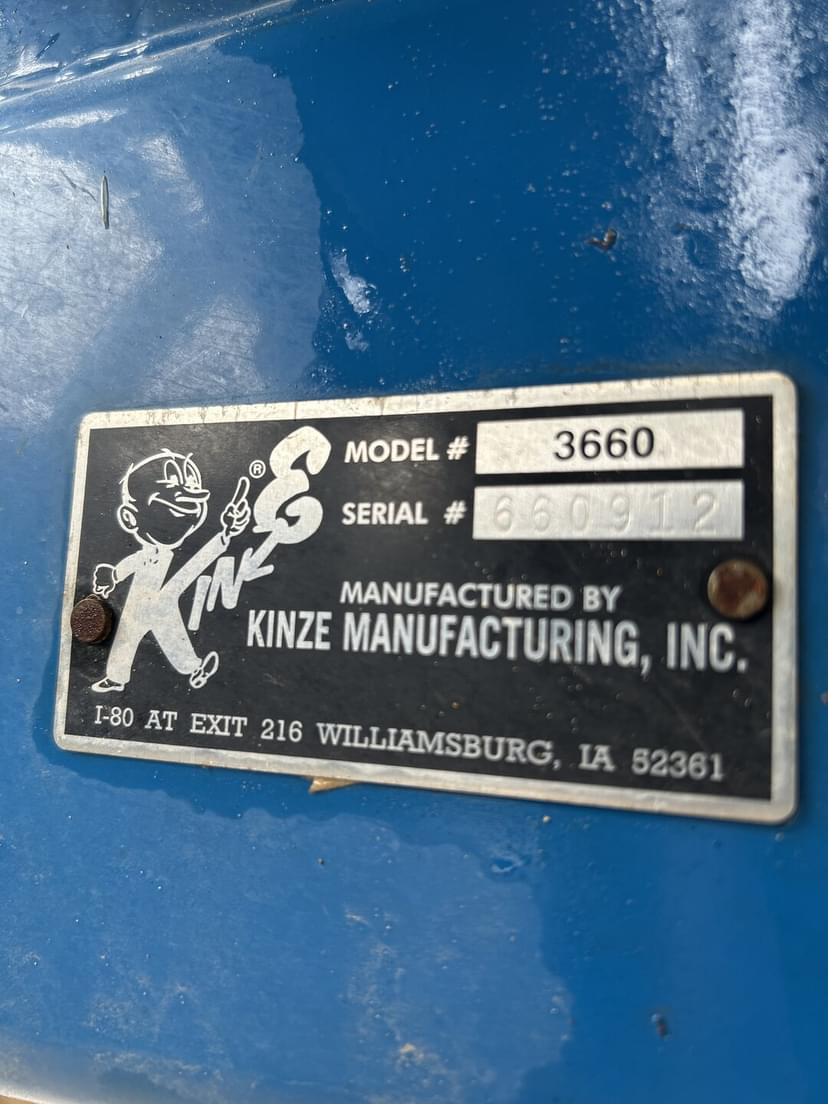 KINZE ®
MODEL # 3660
SERIAL # 660912
MANUFACTURED BY
KINZE MANUFACTURING, INC.
I-80 AT EXIT 216 WILLIAMSBURG, IA 52361